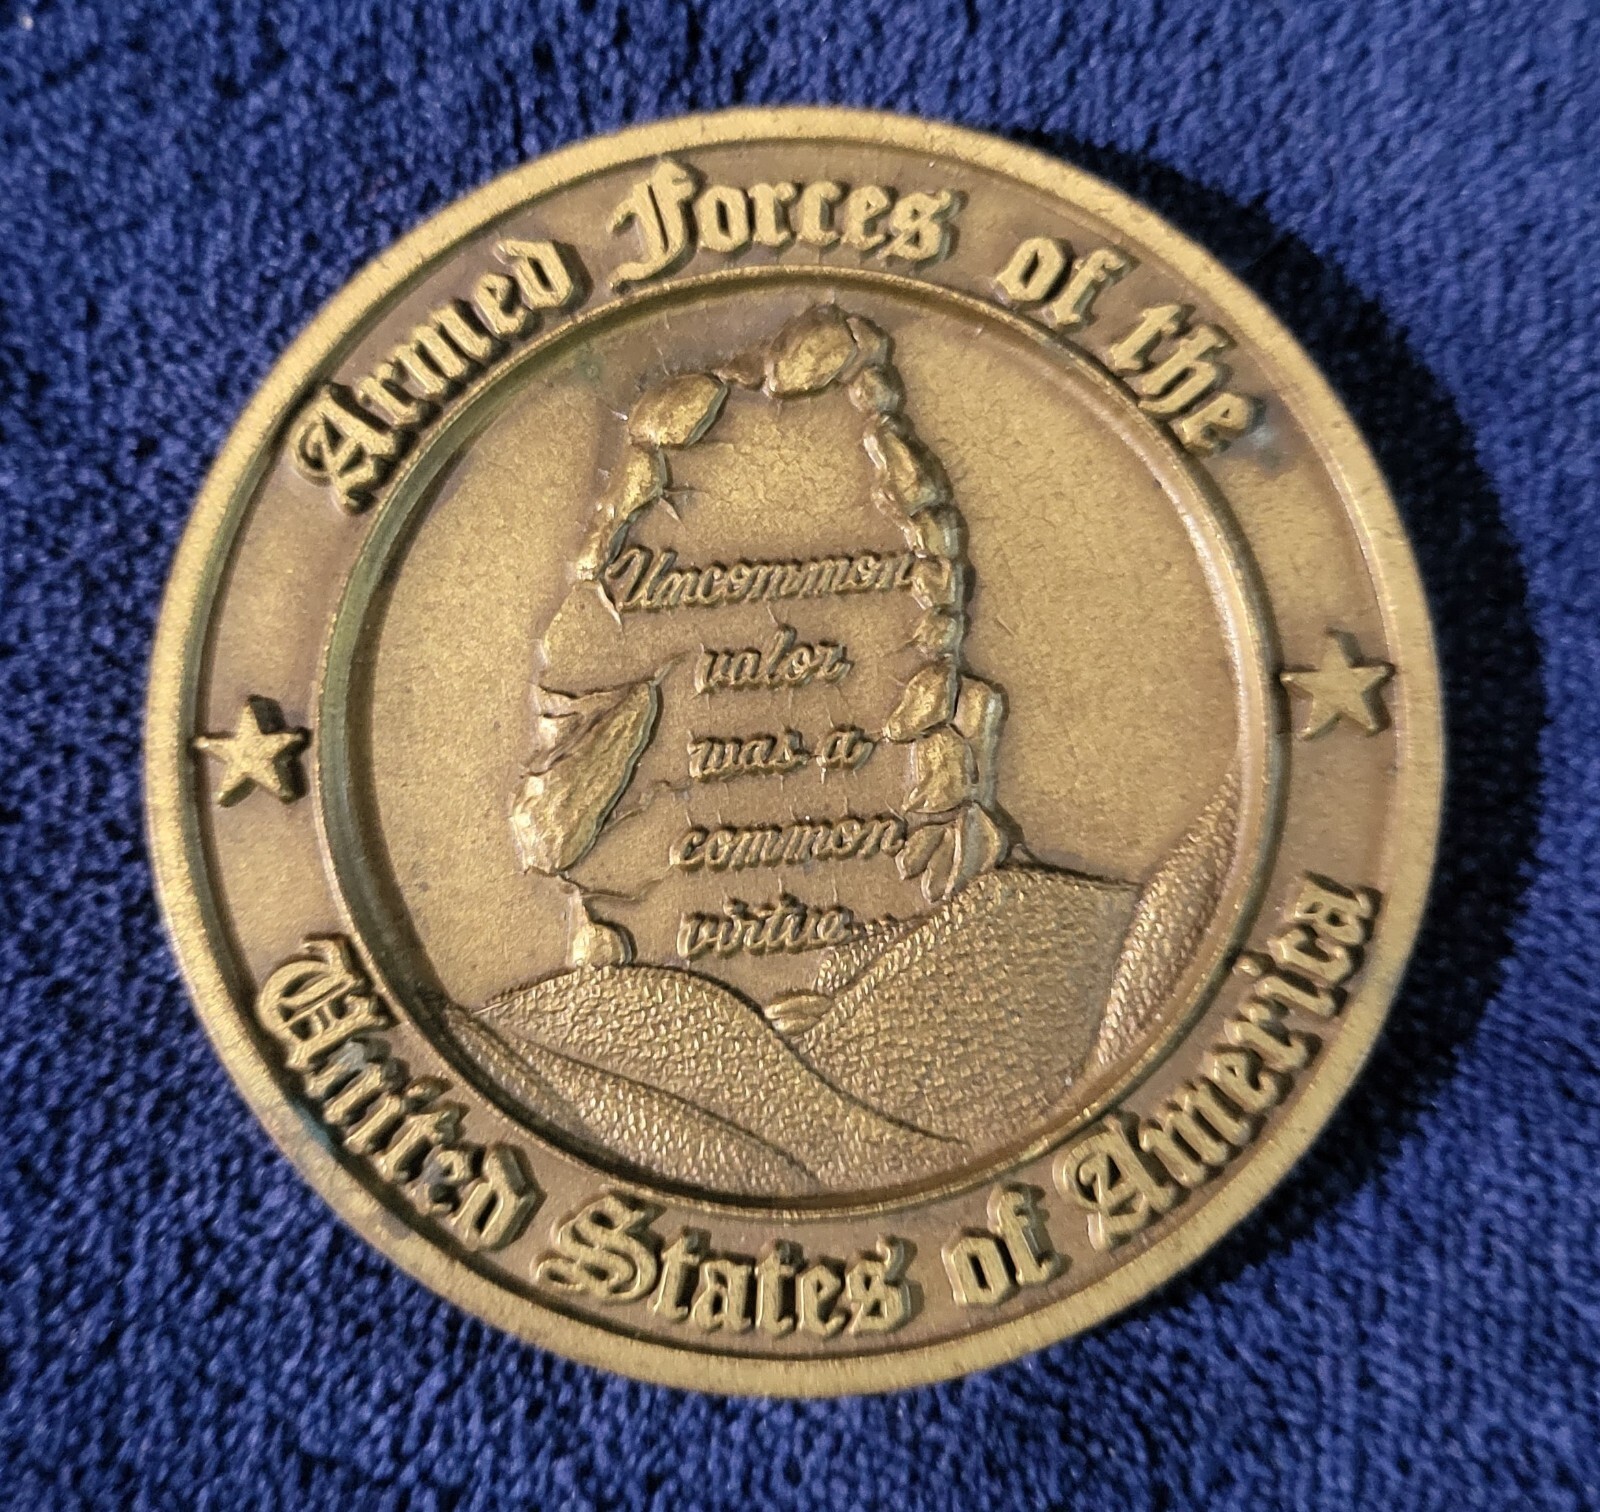 Armed Forces of the
Uncommon
valor
was a
common
virtue
United States of America